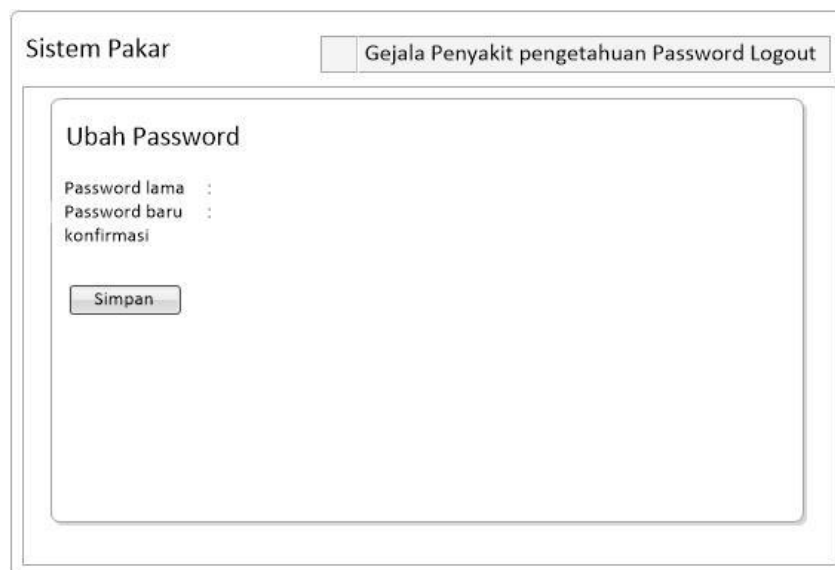 Sistem Pakar
Gejala Penyakit pengetahuan Password Logout
Ubah Password
Password lama :
Password baru :
konfirmasi
Simpan